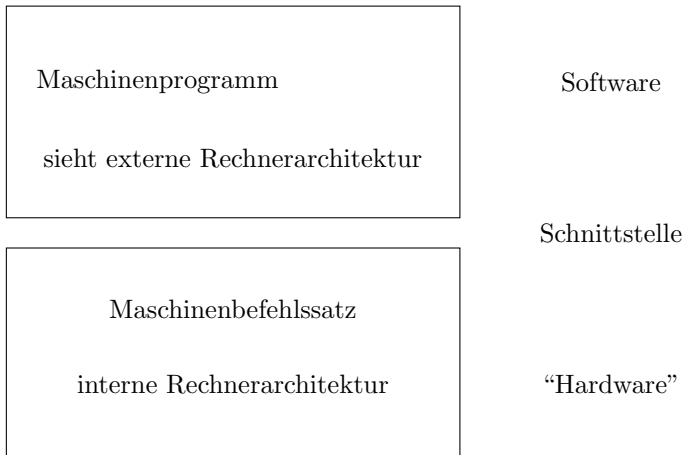 Maschinenprogramm
Software
sieht externe Rechnerarchitektur
Schnittstelle
Maschinenbefehlssatz
interne Rechnerarchitektur
“Hardware”